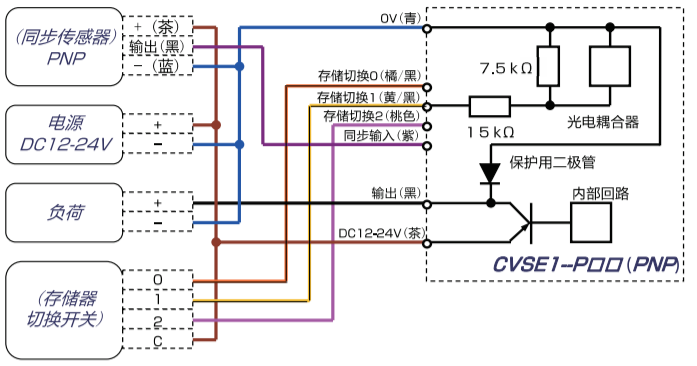 (同步传感器)
PNP
+ (茶)
输出(黑)
− (蓝)
电源
DC12-24V
+
−
负荷
+
−
(存储器
切换开关)
0
1
2
C
0V(青)
存储切换0(橘/黑)
存储切换1(黄/黑)
存储切换2(桃色)
同步输入(紫)
输出(黑)
DC12-24V(茶)
7.5kΩ
15kΩ
光电耦合器
保护用二极管
内部回路
CVSE1--P□□(PNP)